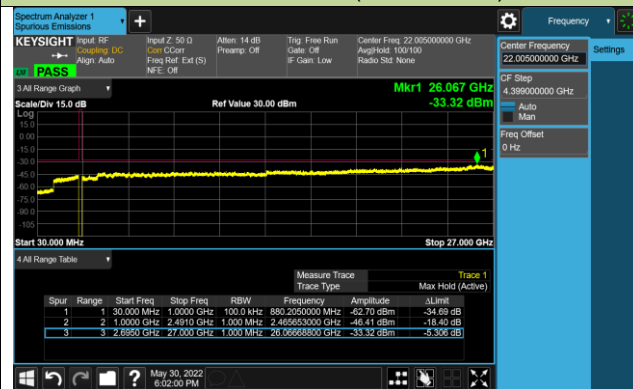 Spectrum Analyzer 1
Spurious Emissions
Frequency
KEYSIGHT
Input: RF
Coupling: DC
Align: Auto
Input Z: 50 Ω
Corr CCorr
Freq Ref: Ext (S)
NFE: Off
Atten: 14 dB
Preamp: Off
Trig: Free Run
Gate: Off
IF Gain: Low
Center Freq: 22.005000000 GHz
Avg|Hold: 100/100
Radio Std: None
PASS
Center Frequency
22.005000000 GHz
Settings
CF Step
4.399000000 GHz
Auto
Man
Freq Offset
0 Hz
3 All Range Graph
Mkr1 26.067 GHz
Scale/Div 15.0 dB
Ref Value 30.00 dBm
-33.32 dBm
Log
15.0
0.00
-15.0
-30.0
-45.0
-60.0
-75.0
-90.0
-105
1
Start 30.000 MHz
Stop 27.000 GHz
4 All Range Table
Measure Trace Trace 1
Trace Type Max Hold (Active)
Spur Range Start Freq Stop Freq RBW Frequency Amplitude ΔLimit
1 1 30.000 MHz 1.0000 GHz 100.0 kHz 880.2050000 MHz -62.70 dBm -34.69 dB
2 2 1.0000 GHz 2.4910 GHz 1.000 MHz 2.465653000 GHz -46.41 dBm -18.40 dB
3 3 2.6950 GHz 27.000 GHz 1.000 MHz 26.06668800 GHz -33.32 dBm -5.306 dB
May 30, 2022
6:02:00 PM